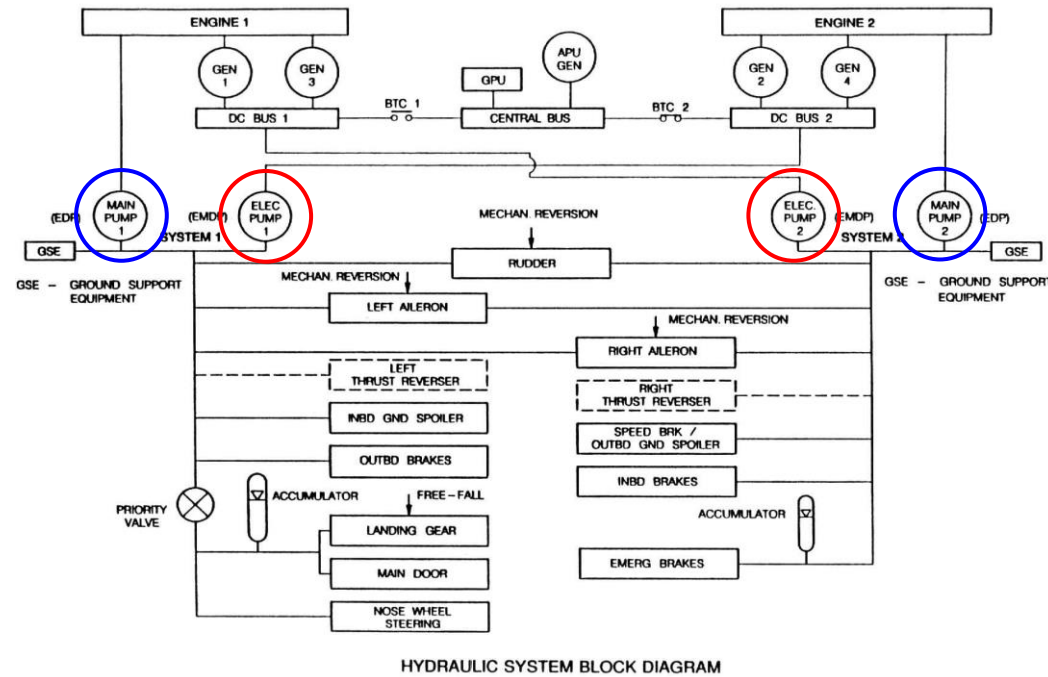 ENGINE 1
ENGINE 2
GEN
1
GEN
3
GPU
APU
GEN
GEN
2
GEN
4
DC BUS 1
BTC 1
CENTRAL BUS
BTC 2
DC BUS 2
(EDP)
MAIN
PUMP
1
(EMDP)
ELEC
PUMP
1
MECHAN. REVERSION
ELEC.
PUMP
2
(EMDP)
MAIN
PUMP
2
(EDP)
GSE
SYSTEM 1
SYSTEM 2
GSE
GSE – GROUND SUPPORT
EQUIPMENT
RUDDER
GSE – GROUND SUPPORT
EQUIPMENT
MECHAN. REVERSION
LEFT AILERON
MECHAN. REVERSION
RIGHT AILERON
LEFT
THRUST REVERSER
RIGHT
THRUST REVERSER
INBD GND SPOILER
SPEED BRK /
OUTBD GND SPOILER
OUTBD BRAKES
INBD BRAKES
PRIORITY
VALVE
ACCUMULATOR
FREE – FALL
LANDING GEAR
ACCUMULATOR
MAIN DOOR
EMERG BRAKES
NOSE WHEEL
STEERING
HYDRAULIC SYSTEM BLOCK DIAGRAM